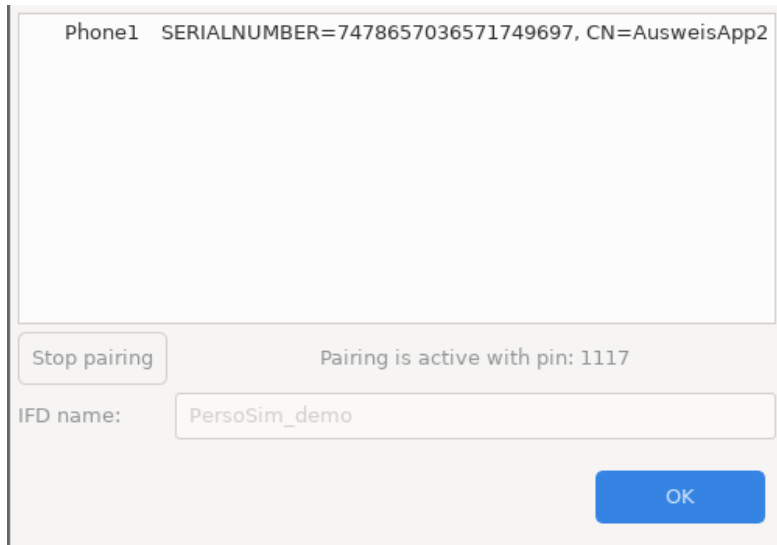 Phone1 SERIALNUMBER=7478657036571749697, CN=AusweisApp2
Stop pairing Pairing is active with pin: 1117
IFD name: PersoSim_demo
OK